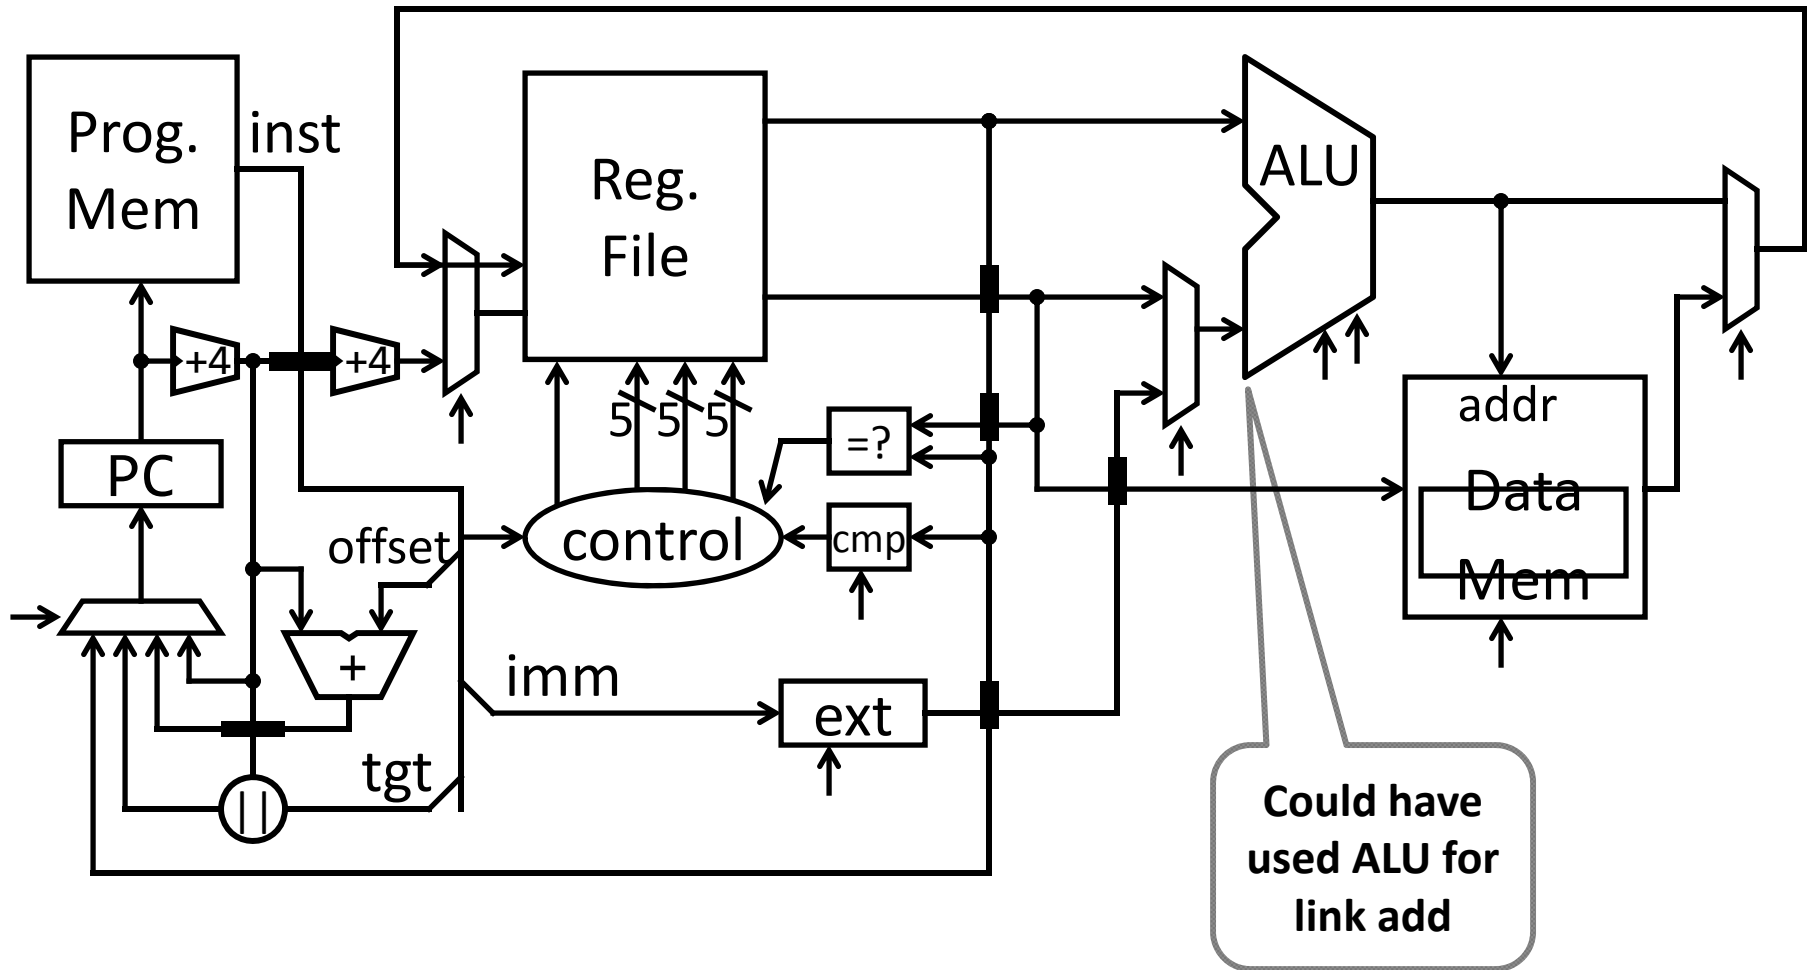 Prog.
Mem
inst
Reg.
File
ALU
+4
+4
5
5
5
=?
addr
PC
Data
offset
control
cmp
Mem
+
imm
ext
tgt
||
Could have
used ALU for
link add